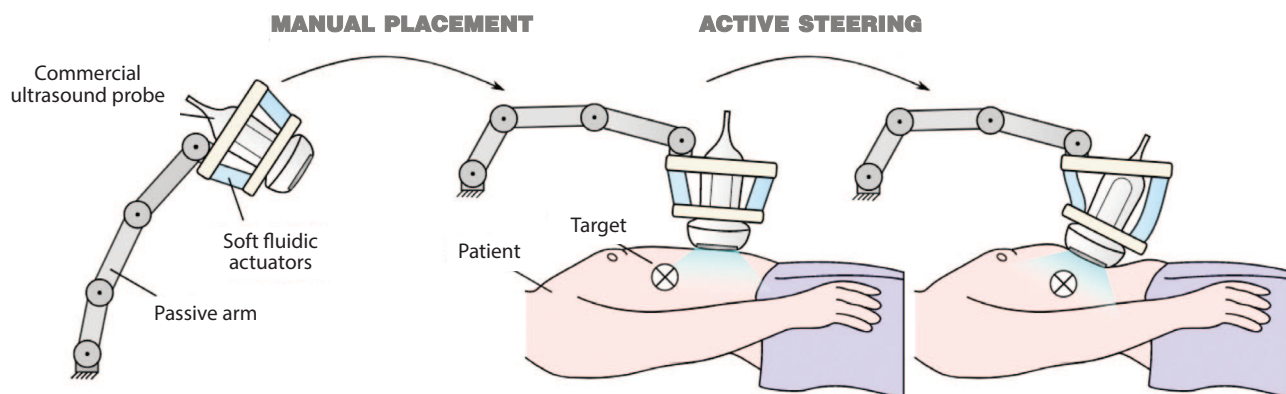 MANUAL PLACEMENT
ACTIVE STEERING
Commercial
ultrasound probe
Soft fluidic
actuators
Passive arm
Target
Patient